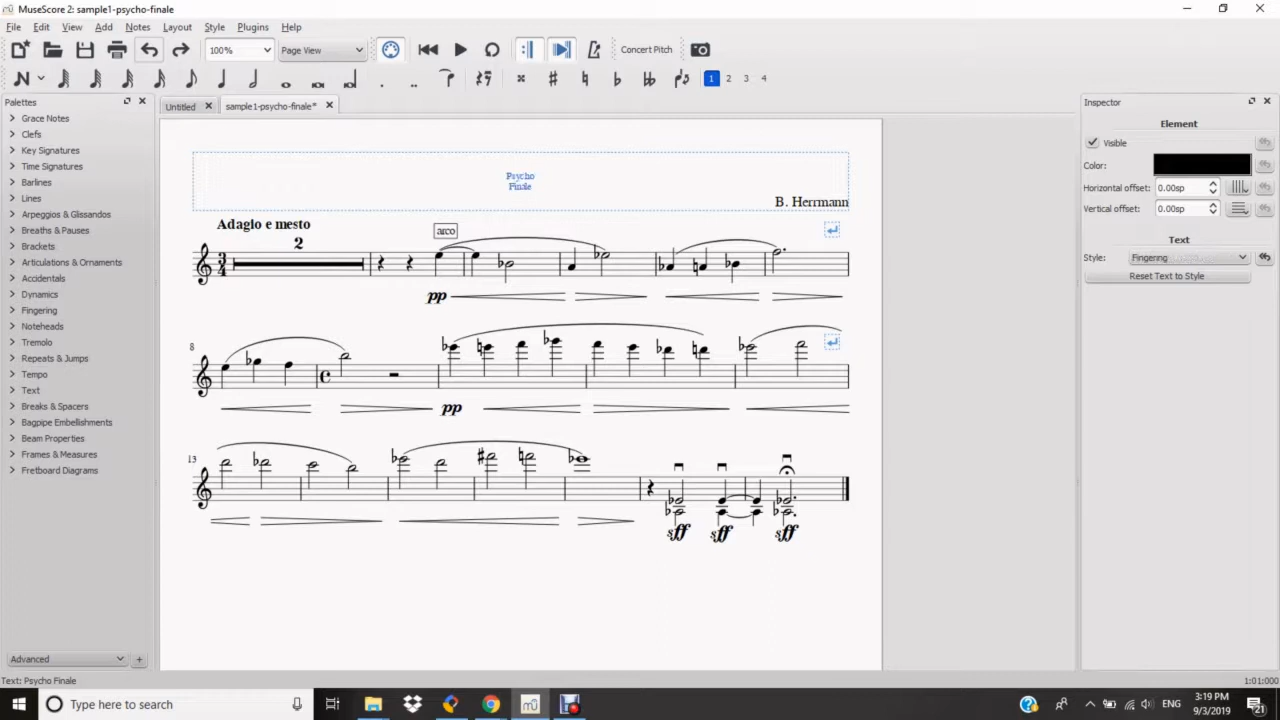 MuseScore 2: sample1-psycho-finale
File Edit View Add Notes Layout Style Plugins Help
100% Page View Concert Pitch
1 2 3 4
Palettes
Grace Notes
Clefs
Key Signatures
Time Signatures
Barlines
Lines
Arpeggios & Glissandos
Breaths & Pauses
Brackets
Articulations & Ornaments
Accidentals
Dynamics
Fingering
Noteheads
Tremolo
Repeats & Jumps
Tempo
Text
Breaks & Spacers
Bagpipe Embellishments
Beam Properties
Frames & Measures
Fretboard Diagrams
Advanced +
Untitled sample1-psycho-finale*
Psycho
Finale
B. Herrmann
Adagio e mesto
2
arco
3
4
pp
8
pp
13
sff sff sff
Inspector
Element
Visible
Color:
Horizontal offset: 0.00sp
Vertical offset: 0.00sp
Text
Style: Fingering
Reset Text to Style
Text: Psycho Finale 1:01:000
Type here to search
ENG
3:19 PM
9/3/2019
21